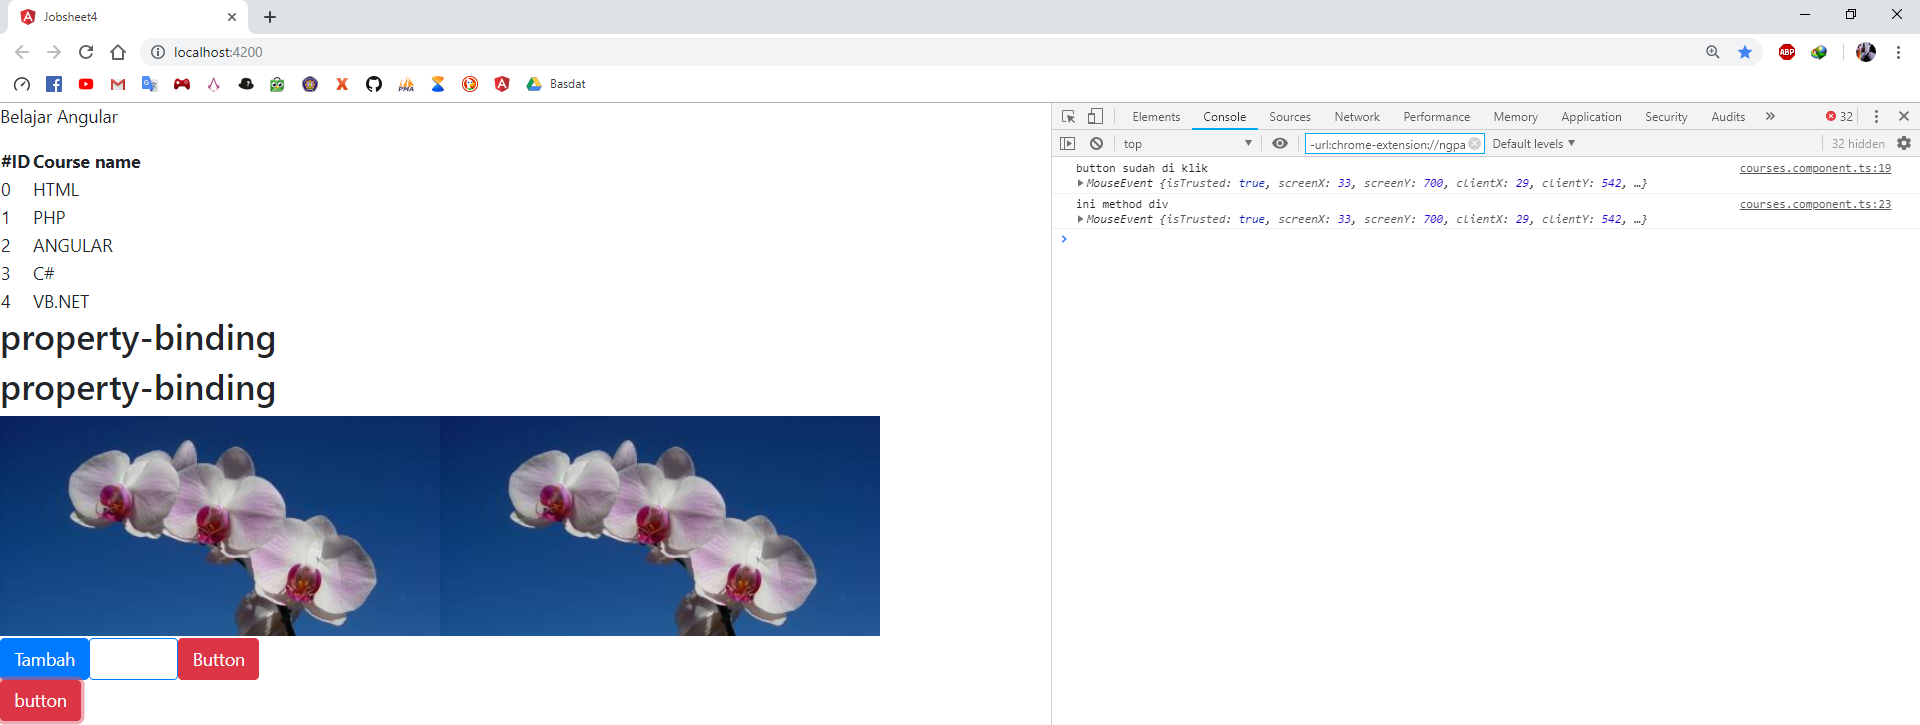 Jobsheet4
localhost:4200
ABP
PMA
Basdat
Belajar Angular
#ID Course name
0 HTML
1 PHP
2 ANGULAR
3 C#
4 VB.NET
property-binding
property-binding
Tambah Button
button
Elements Console Sources Network Performance Memory Application Security Audits » 32
top -url:chrome-extension://ngpa Default levels 32 hidden
button sudah di klik courses.component.ts:19
MouseEvent {isTrusted: true, screenX: 33, screenY: 700, clientX: 29, clientY: 542, …}
ini method div courses.component.ts:23
MouseEvent {isTrusted: true, screenX: 33, screenY: 700, clientX: 29, clientY: 542, …}